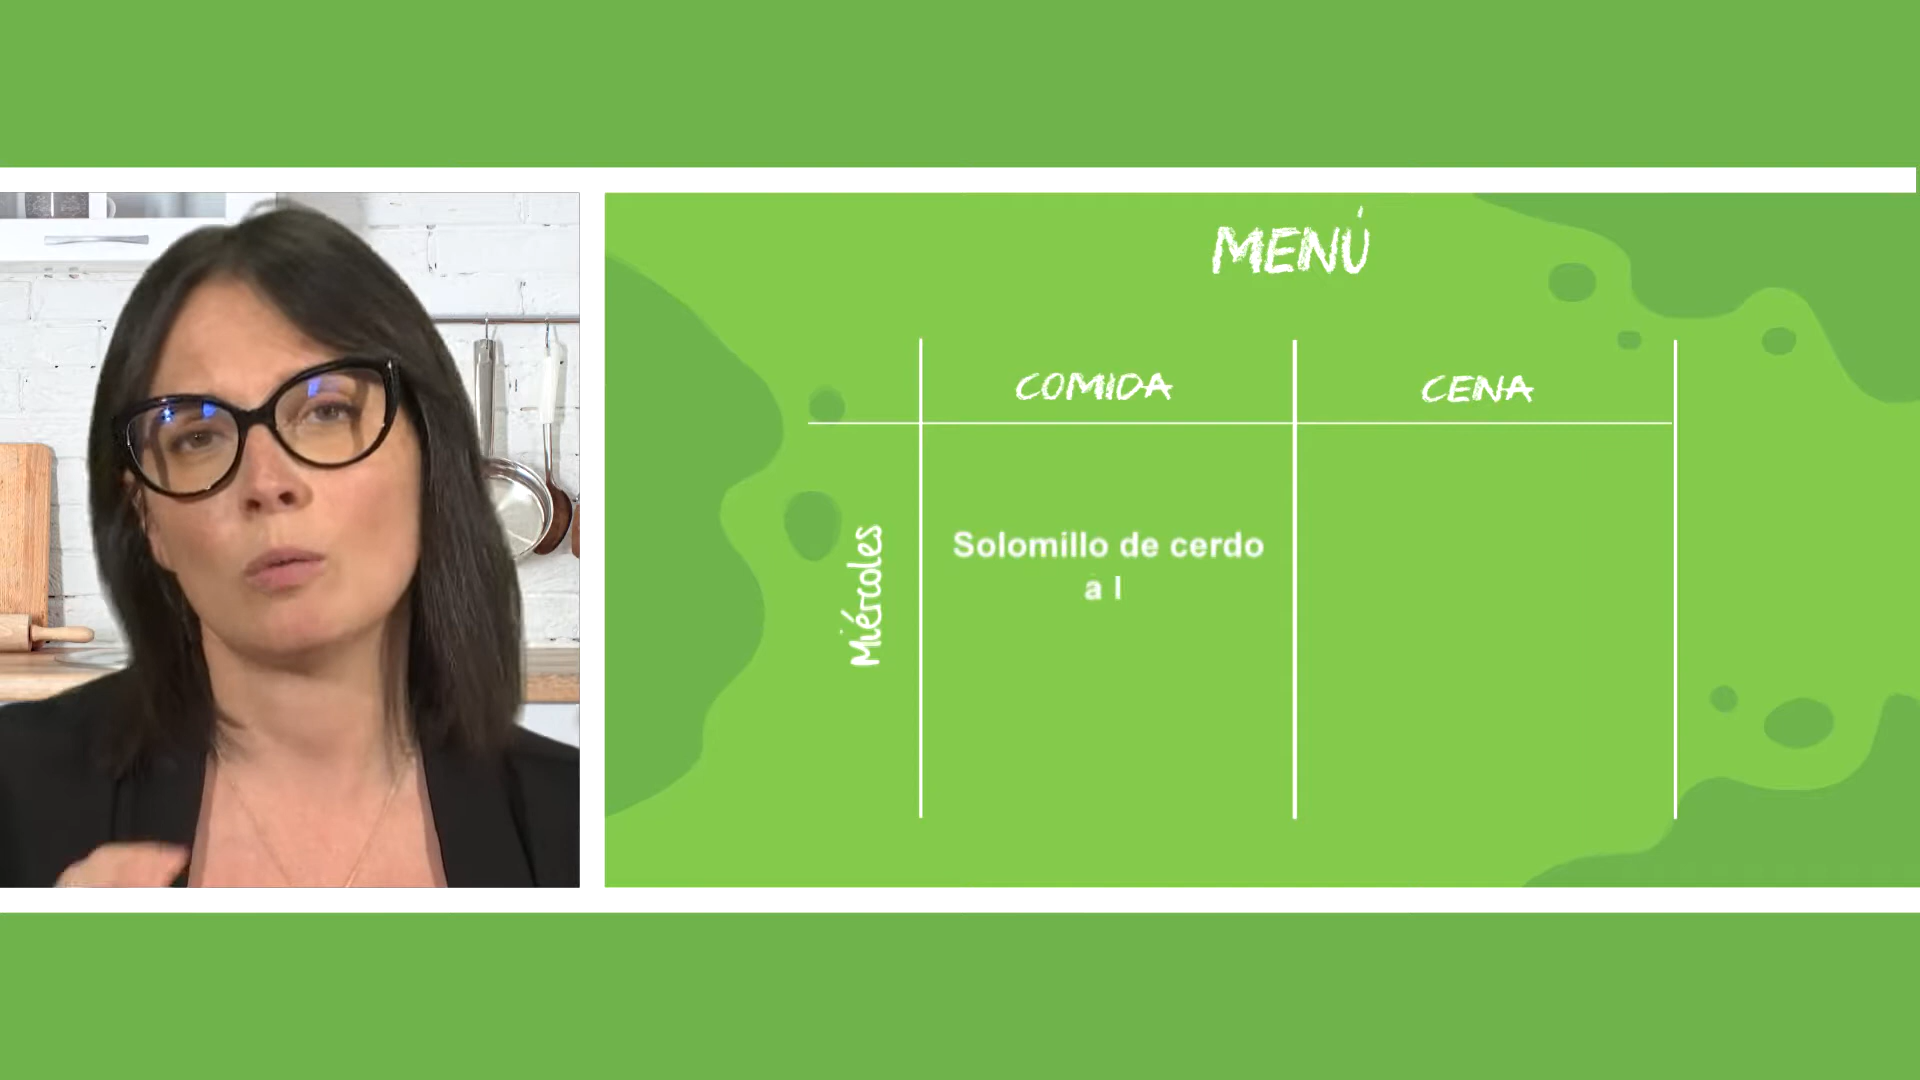 MENÚ
COMIDA
CENA
Miércoles
Solomillo de cerdo
a l